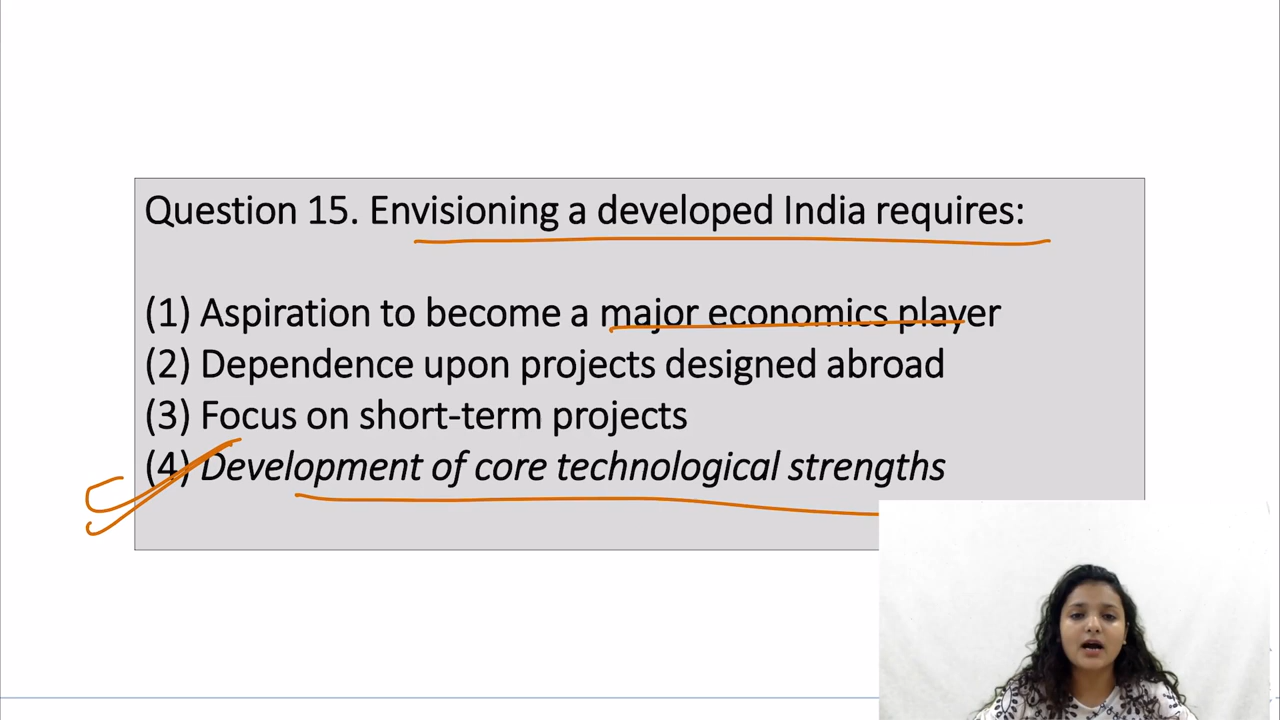 Question 15. Envisioning a developed India requires:
(1) Aspiration to become a major economics player
(2) Dependence upon projects designed abroad
(3) Focus on short-term projects
(4) Development of core technological strengths